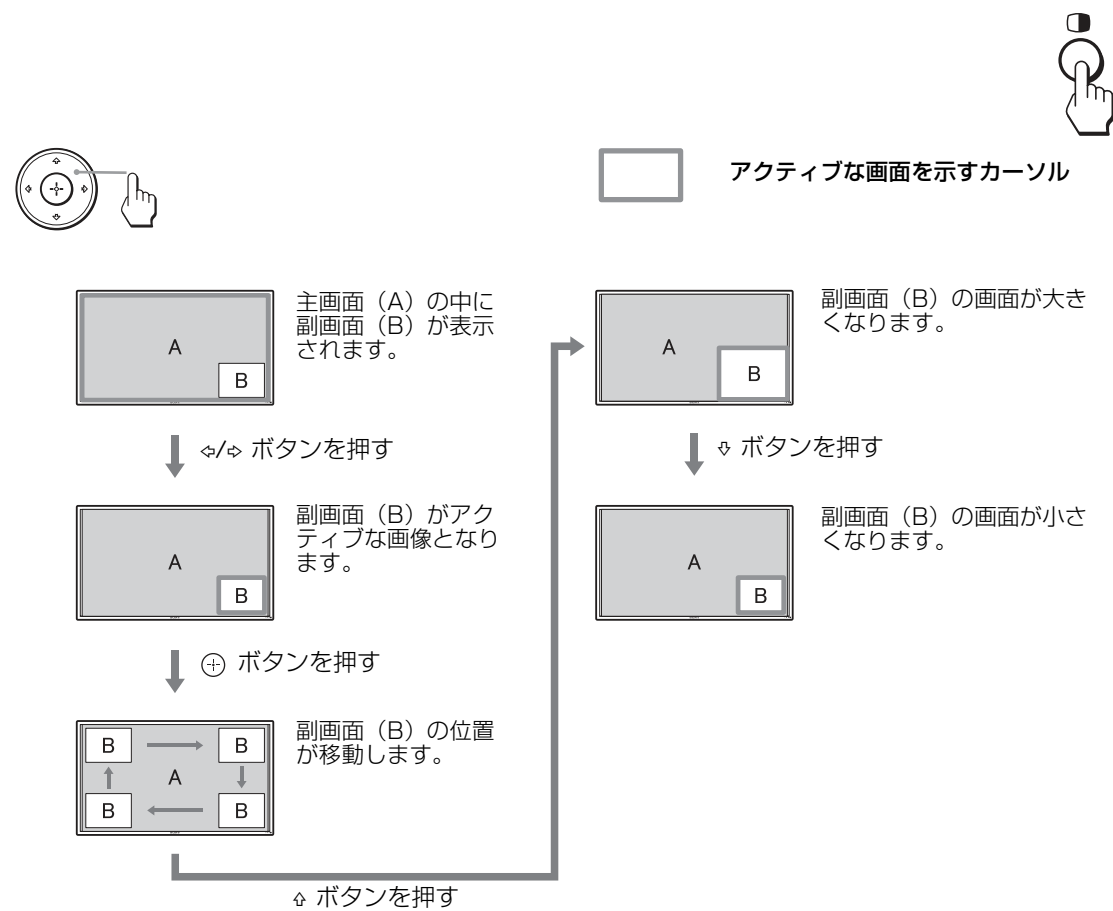 アクティブな画面を示すカーソル
A
B
主画面（A）の中に
副画面（B）が表示
されます。
⇦/⇨ ボタンを押す
A
B
副画面（B）がアク
ティブな画像となり
ます。
ボタンを押す
B
B
A
B
B
副画面（B）の位置
が移動します。
⇧ ボタンを押す
A
B
副画面（B）の画面が大き
くなります。
⇩ ボタンを押す
A
B
副画面（B）の画面が小さ
くなります。